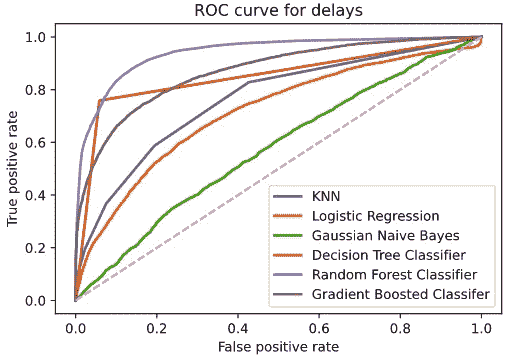 ROC curve for delays
True positive rate
1.0
0.8
0.6
0.4
0.2
0.0
KNN
Logistic Regression
Gaussian Naive Bayes
Decision Tree Classifier
Random Forest Classifier
Gradient Boosted Classifer
0.0 0.2 0.4 0.6 0.8 1.0
False positive rate